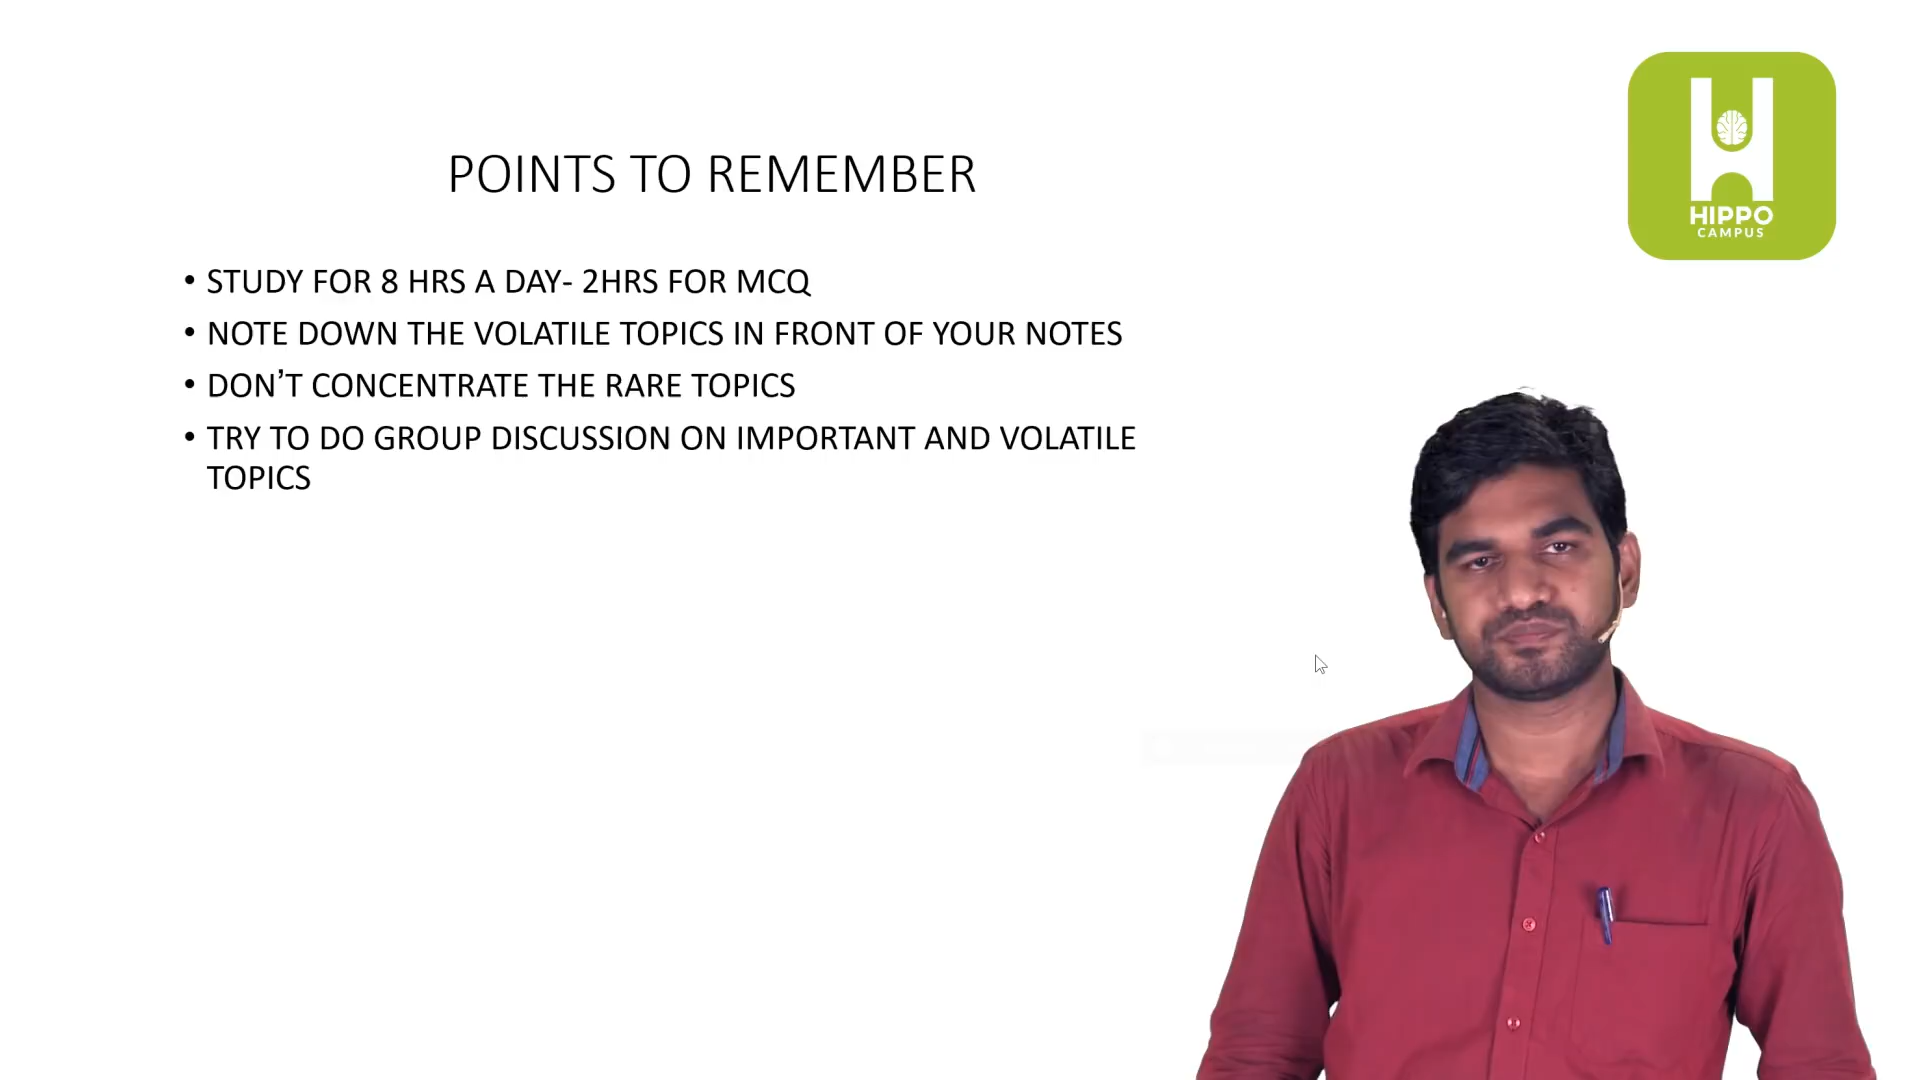 HIPPO
CAMPUS
POINTS TO REMEMBER
• STUDY FOR 8 HRS A DAY- 2HRS FOR MCQ
• NOTE DOWN THE VOLATILE TOPICS IN FRONT OF YOUR NOTES
• DON’T CONCENTRATE THE RARE TOPICS
• TRY TO DO GROUP DISCUSSION ON IMPORTANT AND VOLATILE
TOPICS